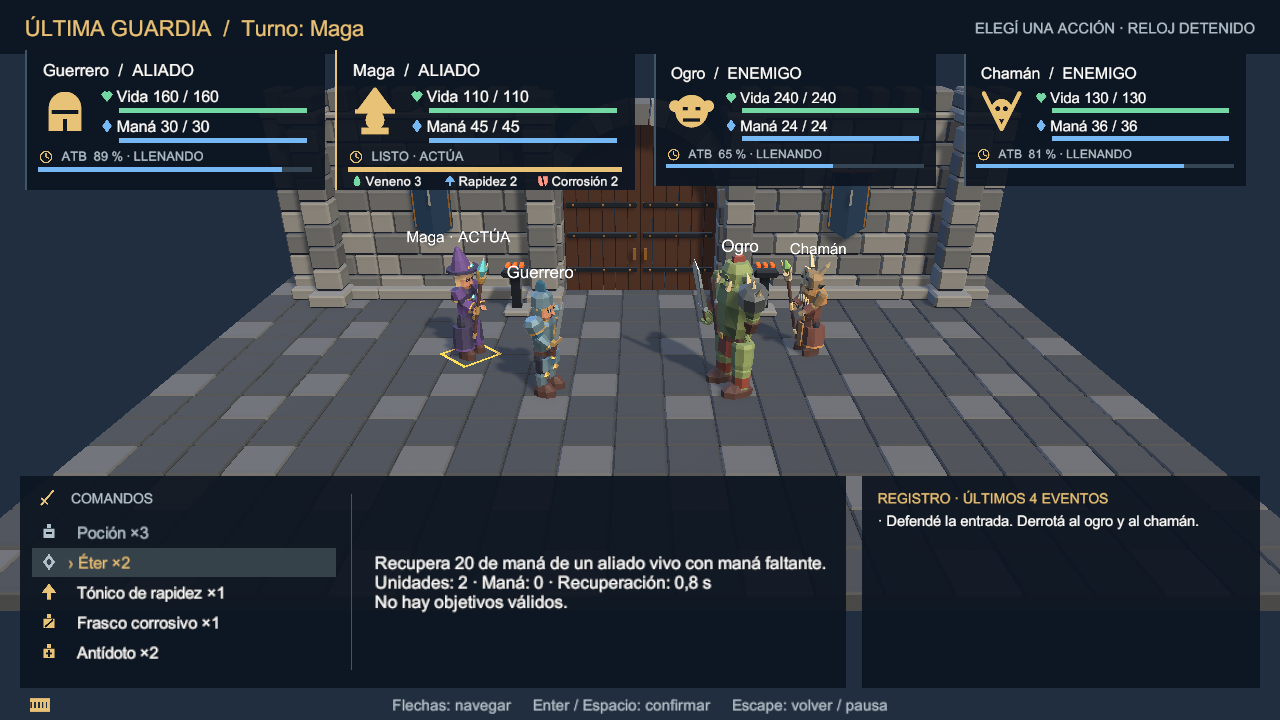 ÚLTIMA GUARDIA / Turno: Maga
ELEGÍ UNA ACCIÓN · RELOJ DETENIDO
Guerrero / ALIADO
Vida 160 / 160
Maná 30 / 30
ATB 89 % · LLENANDO
Maga / ALIADO
Vida 110 / 110
Maná 45 / 45
LISTO · ACTÚA
Veneno 3
Rapidez 2
Corrosión 2
Ogro / ENEMIGO
Vida 240 / 240
Maná 24 / 24
ATB 65 % · LLENANDO
Chamán / ENEMIGO
Vida 130 / 130
Maná 36 / 36
ATB 81 % · LLENANDO
Maga · ACTÚA
Guerrero
Ogro
Chamán
COMANDOS
Poción ×3
› Éter ×2
Tónico de rapidez ×1
Frasco corrosivo ×1
Antídoto ×2
Recupera 20 de maná de un aliado vivo con maná faltante.
Unidades: 2 · Maná: 0 · Recuperación: 0,8 s
No hay objetivos válidos.
REGISTRO · ÚLTIMOS 4 EVENTOS
· Defendé la entrada. Derrotá al ogro y al chamán.
Flechas: navegar
Enter / Espacio: confirmar
Escape: volver / pausa